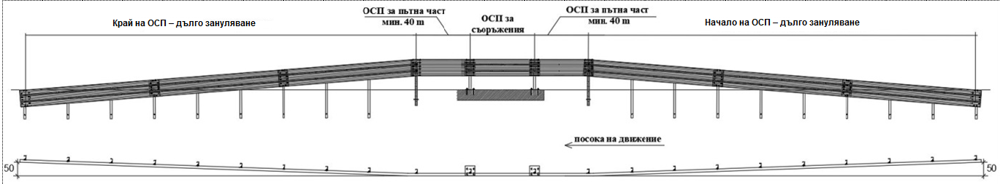 Край на ОСП – дълго зануляване
ОСП за пътна част
мин. 40 m
ОСП за
съоръжения
ОСП за пътна част
мин. 40 m
Начало на ОСП – дълго зануляване
посока на движение
50
50